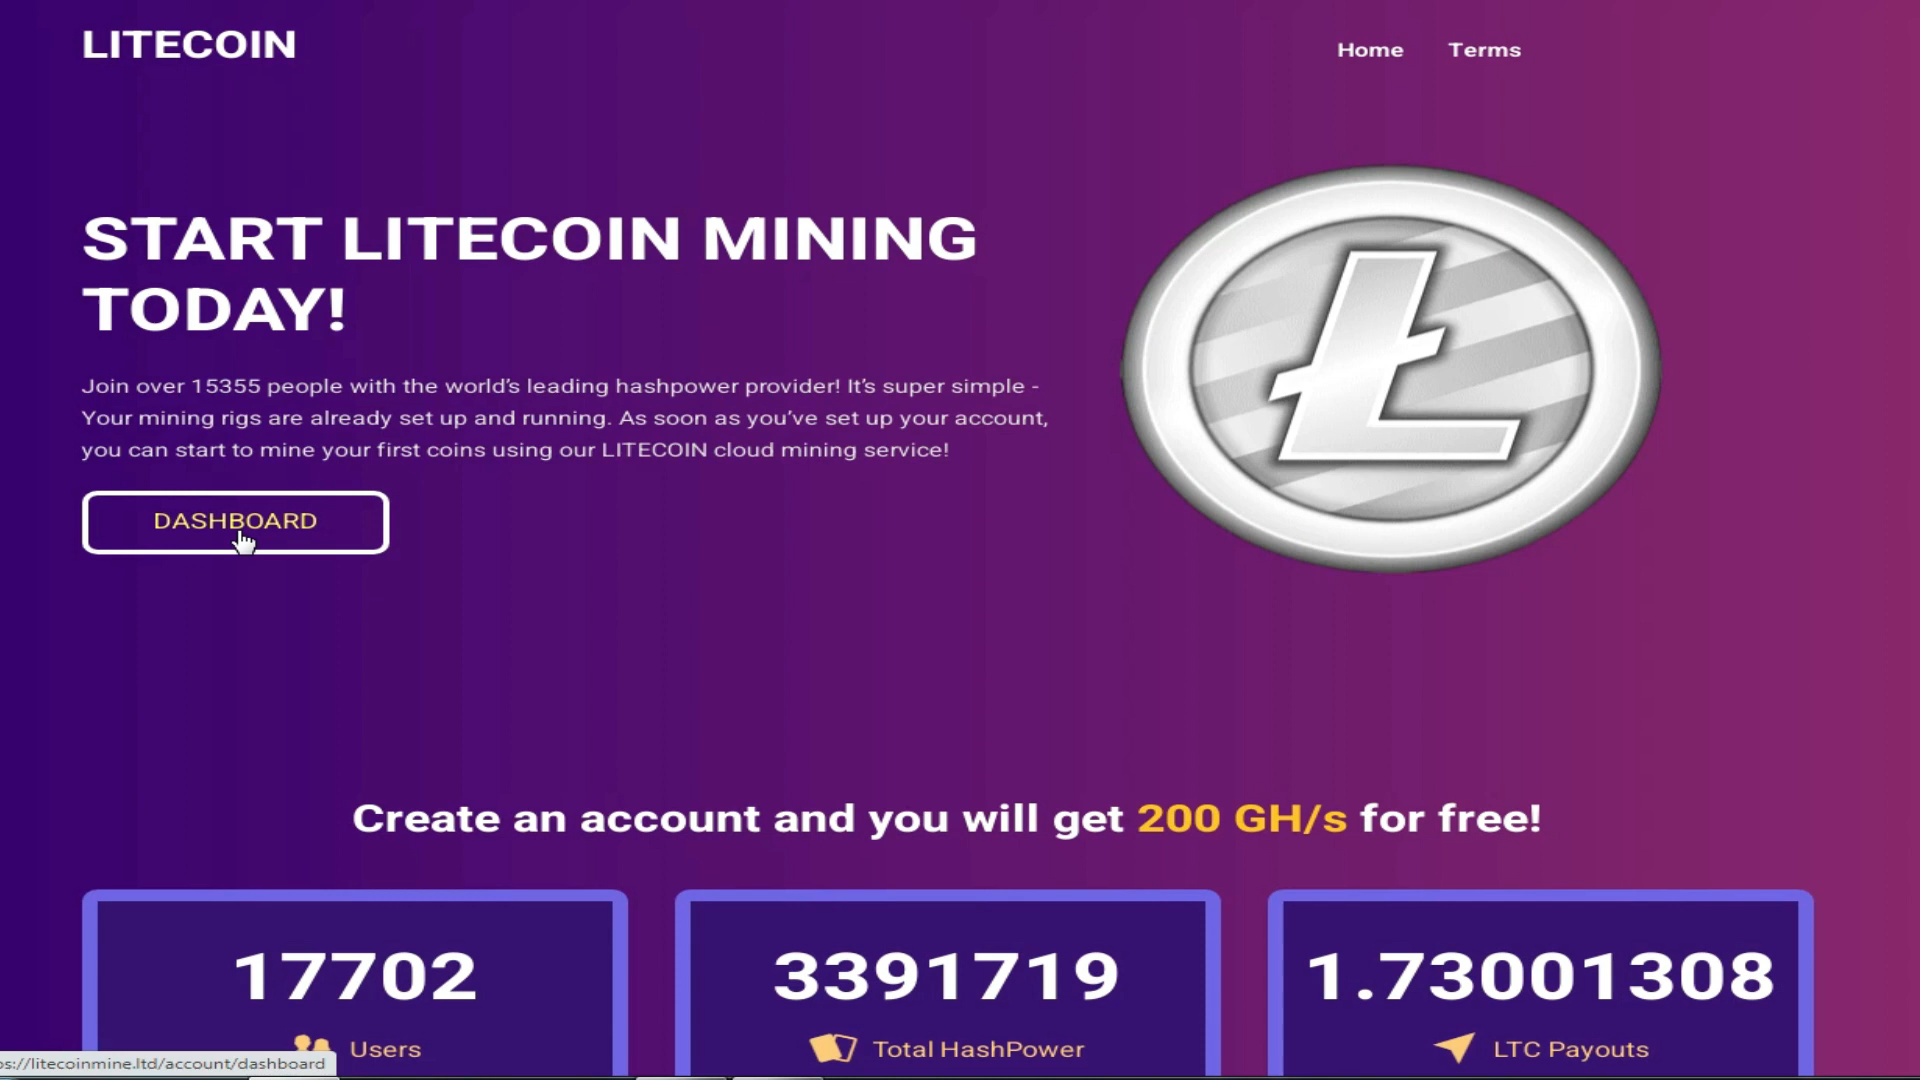 LITECOIN
Home Terms
START LITECOIN MINING
TODAY!
Join over 15355 people with the world's leading hashpower provider! It's super simple -
Your mining rigs are already set up and running. As soon as you've set up your account,
you can start to mine your first coins using our LITECOIN cloud mining service!
DASHBOARD
Create an account and you will get 200 GH/s for free!
17702 3391719 1.73001308
Users Total HashPower LTC Payouts
ps://litecoinmine.ltd/account/dashboard